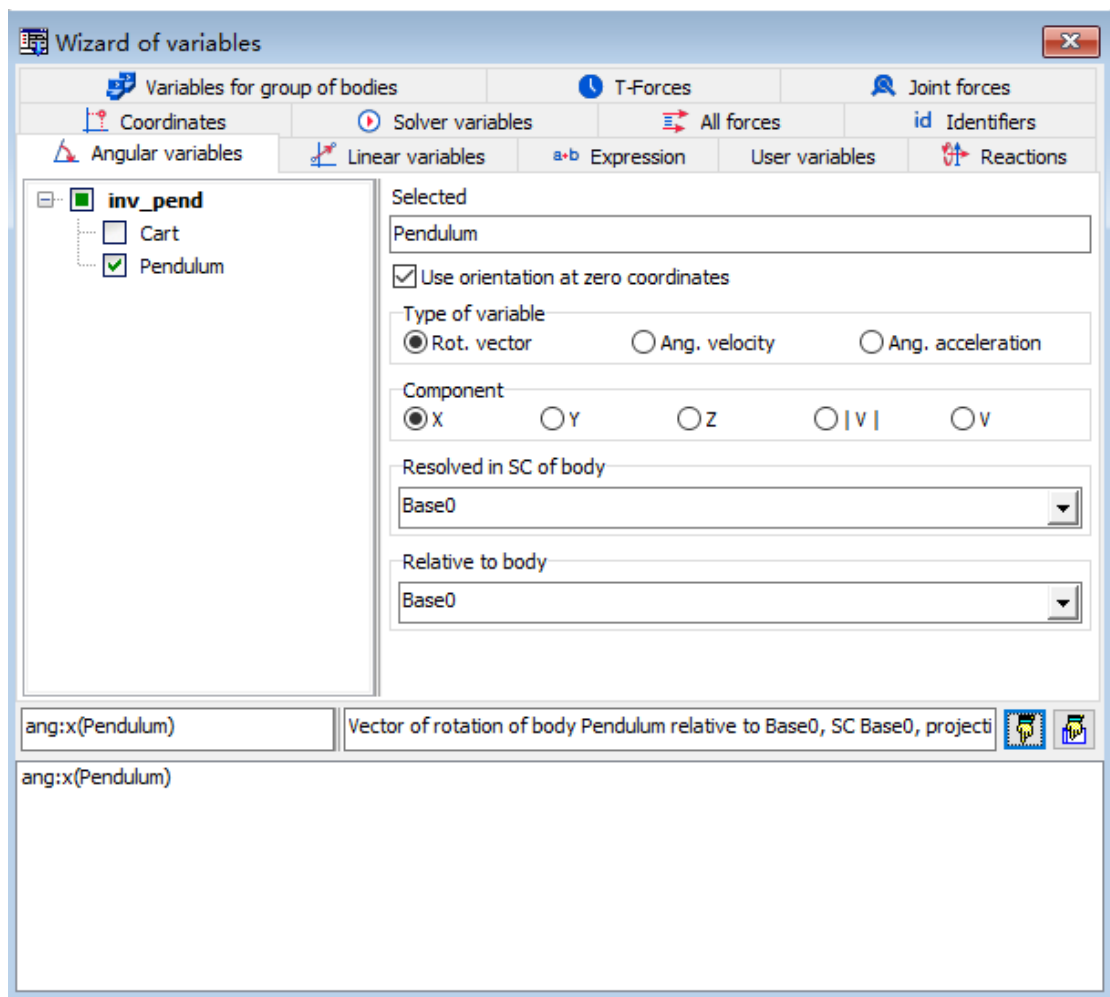 Wizard of variables
Variables for group of bodies T-Forces Joint forces
Coordinates Solver variables All forces id Identifiers
Angular variables Linear variables a+b Expression User variables Reactions
inv_pend
Cart
Pendulum
Selected
Pendulum
Use orientation at zero coordinates
Type of variable
Rot. vector Ang. velocity Ang. acceleration
Component
X Y Z | V | V
Resolved in SC of body
Base0
Relative to body
Base0
ang:x(Pendulum) Vector of rotation of body Pendulum relative to Base0, SC Base0, projecti
ang:x(Pendulum)